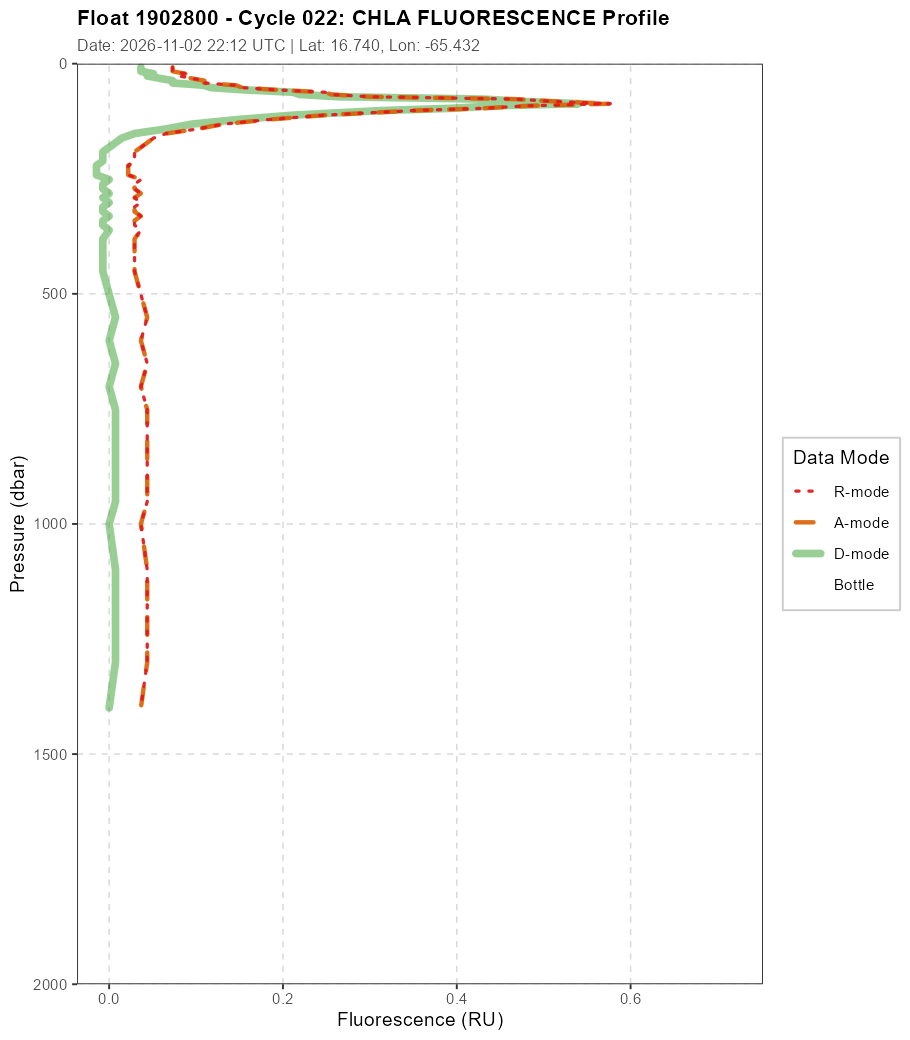 Float 1902800 - Cycle 022: CHLA FLUORESCENCE Profile
Date: 2026-11-02 22:12 UTC | Lat: 16.740, Lon: -65.432
0
500
1000
1500
2000
Pressure (dbar)
0.0
0.2
0.4
0.6
Fluorescence (RU)
Data Mode
R-mode
A-mode
D-mode
Bottle